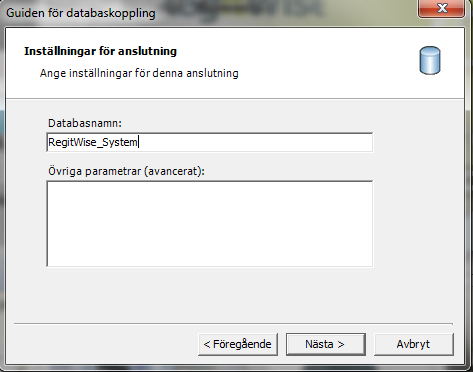 Guiden för databaskoppling
Inställningar för anslutning
Ange inställningar för denna anslutning
Databasnamn:
RegitWise_System
Övriga parametrar (avancerat):
< Föregående
Nästa >
Avbryt